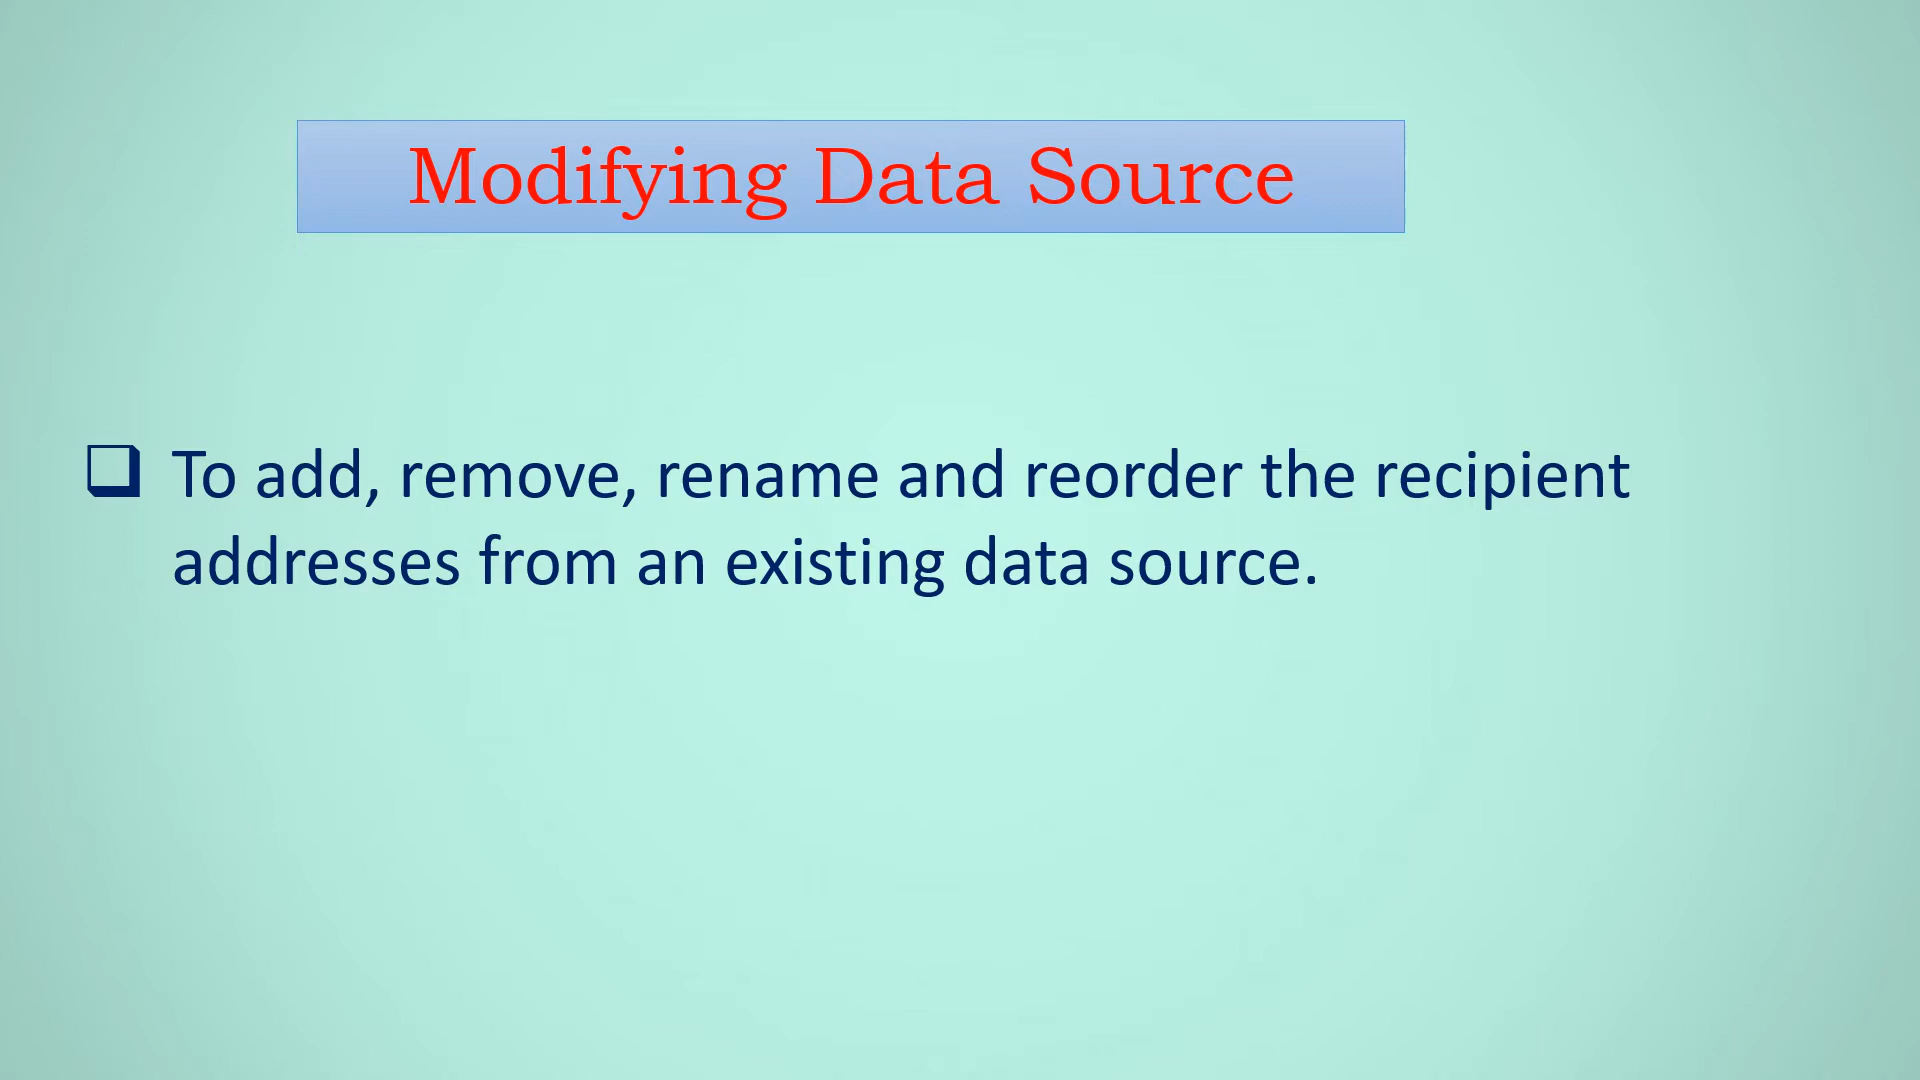 Modifying Data Source
❑ To add, remove, rename and reorder the recipient
addresses from an existing data source.